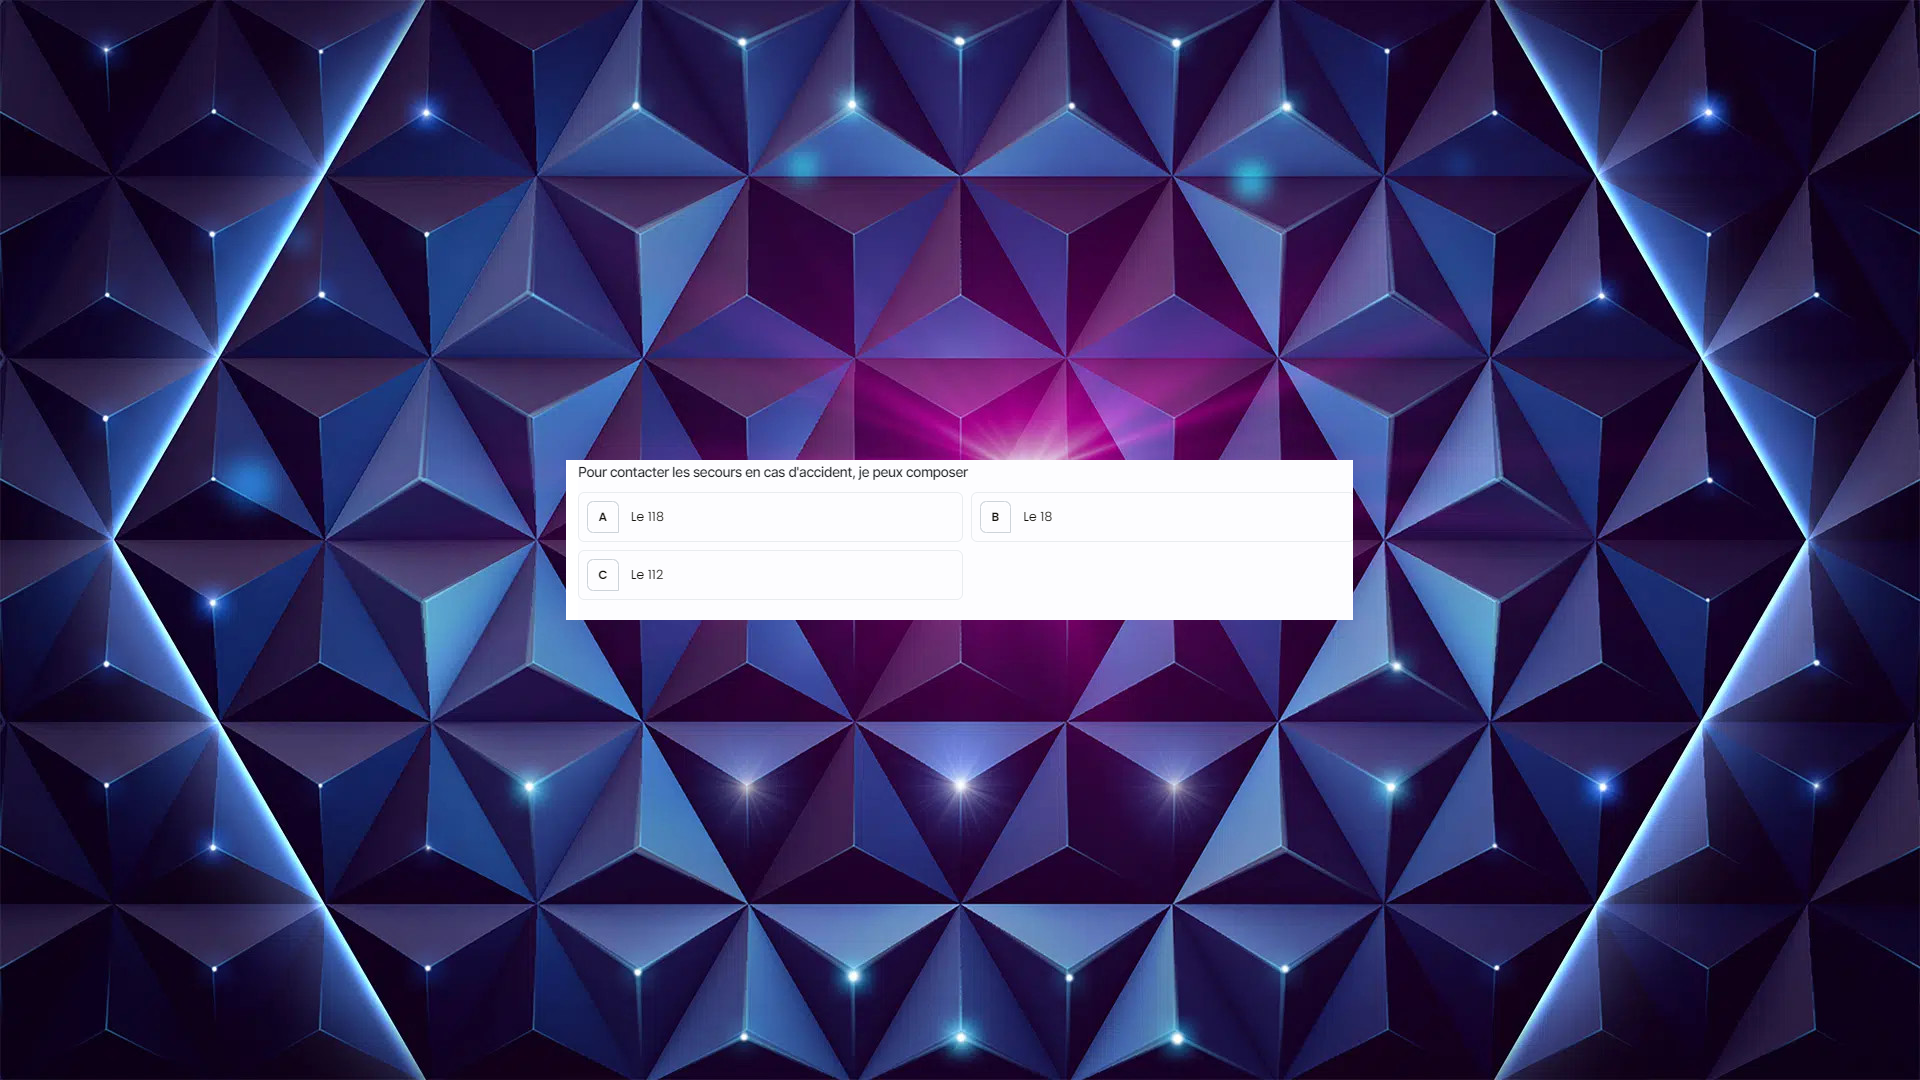 Pour contacter les secours en cas d'accident, je peux composer
A Le 118
B Le 18
C Le 112